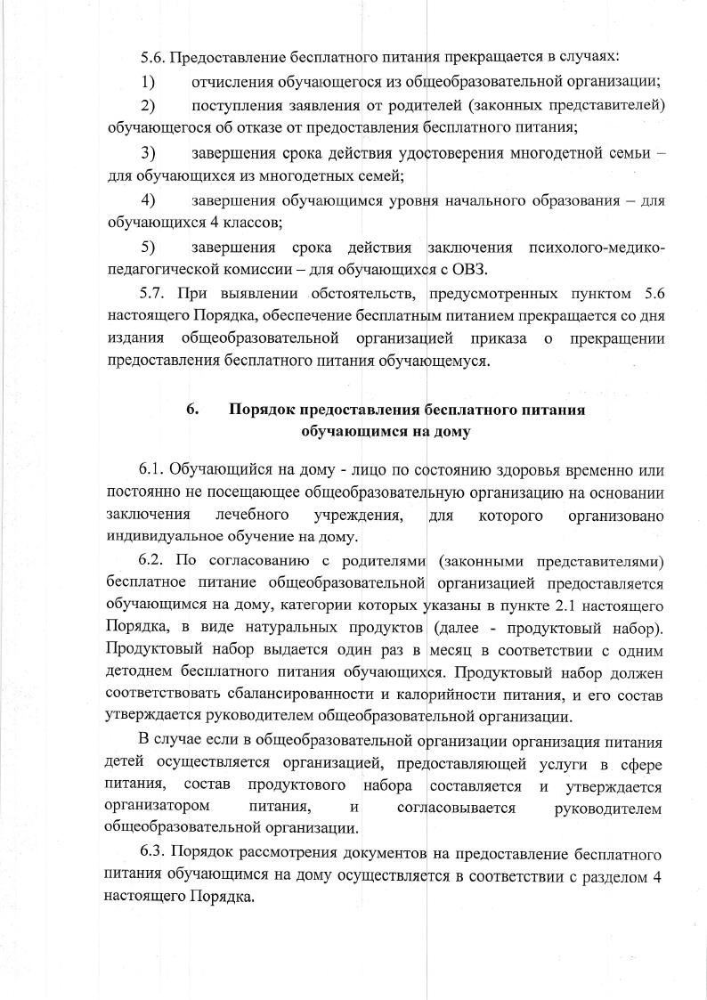 5.6. Предоставление бесплатного питания прекращается в случаях:
1) отчисления обучающегося из общеобразовательной организации;
2) поступления заявления от родителей (законных представителей)
обучающегося об отказе от предоставления бесплатного питания;
3) завершения срока действия удостоверения многодетной семьи –
для обучающихся из многодетных семей;
4) завершения обучающимся уровня начального образования – для
обучающихся 4 классов;
5) завершения срока действия заключения психолого-медико-
педагогической комиссии – для обучающихся с ОВЗ.
5.7. При выявлении обстоятельств, предусмотренных пунктом 5.6
настоящего Порядка, обеспечение бесплатным питанием прекращается со дня
издания общеобразовательной организацией приказа о прекращении
предоставления бесплатного питания обучающемуся.
6. Порядок предоставления бесплатного питания
обучающимся на дому
6.1. Обучающийся на дому - лицо по состоянию здоровья временно или
постоянно не посещающее общеобразовательную организацию на основании
заключения лечебного учреждения, для которого организовано
индивидуальное обучение на дому.
6.2. По согласованию с родителями (законными представителями)
бесплатное питание общеобразовательной организацией предоставляется
обучающимся на дому, категории которых указаны в пункте 2.1 настоящего
Порядка, в виде натуральных продуктов (далее - продуктовый набор).
Продуктовый набор выдается один раз в месяц в соответствии с одним
детоднем бесплатного питания обучающихся. Продуктовый набор должен
соответствовать сбалансированности и калорийности питания, и его состав
утверждается руководителем общеобразовательной организации.
В случае если в общеобразовательной организации организация питания
детей осуществляется организацией, предоставляющей услуги в сфере
питания, состав продуктового набора составляется и утверждается
организатором питания, и согласовывается руководителем
общеобразовательной организации.
6.3. Порядок рассмотрения документов на предоставление бесплатного
питания обучающимся на дому осуществляется в соответствии с разделом 4
настоящего Порядка.